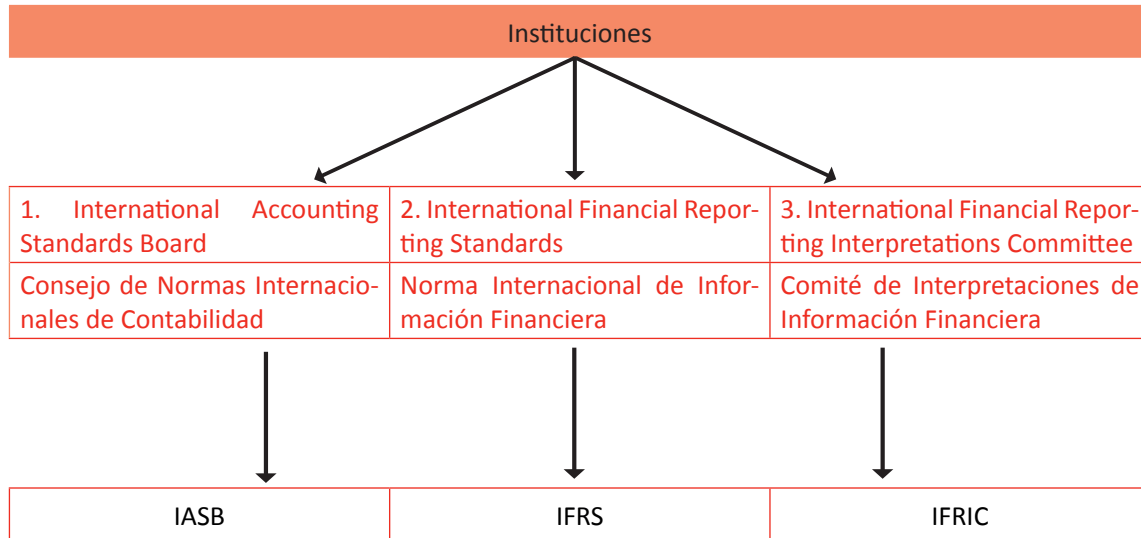 Instituciones
1. International Accounting
Standards Board
2. International Financial Repor-
ting Standards
3. International Financial Repor-
ting Interpretations Committee
Consejo de Normas Internacio-
nales de Contabilidad
Norma Internacional de Infor-
mación Financiera
Comité de Interpretaciones de
Información Financiera
IASB
IFRS
IFRIC